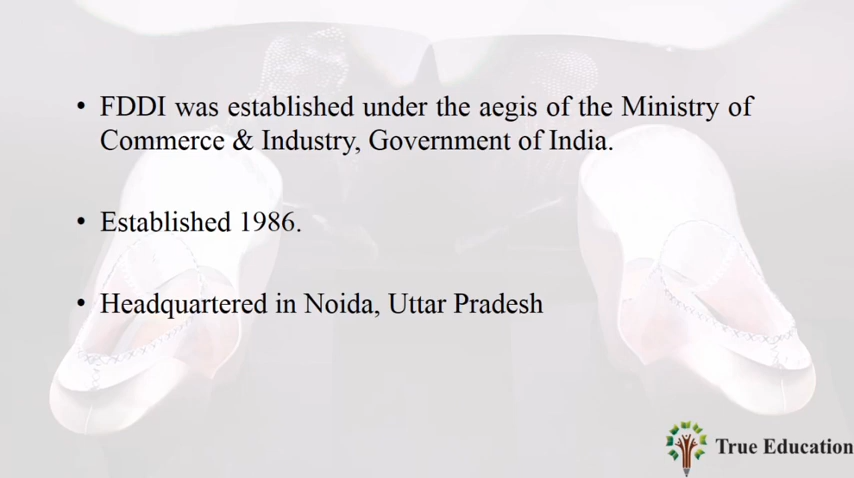 • FDDI was established under the aegis of the Ministry of
Commerce & Industry, Government of India.
• Established 1986.
• Headquartered in Noida, Uttar Pradesh
True Education